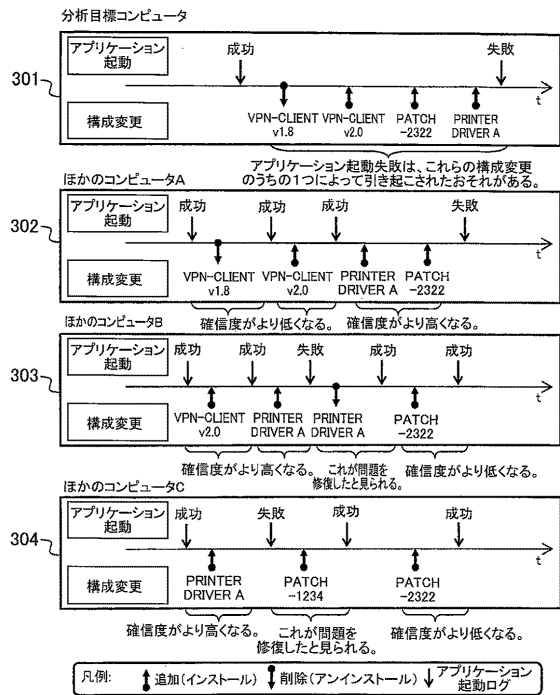 分析目標コンピュータ
301
アプリケーション
起動
成功
失敗
構成変更
VPN-CLIENT
v1.8
VPN-CLIENT
v2.0
PATCH
-2322
PRINTER
DRIVER A
t
アプリケーション起動失敗は、これらの構成変更
のうちの1つによって引き起こされたおそれがある。
ほかのコンピュータA
302
アプリケーション
起動
成功
成功
成功
失敗
構成変更
VPN-CLIENT
v1.8
VPN-CLIENT
v2.0
PRINTER
DRIVER A
PATCH
-2322
t
確信度がより低くなる。
確信度がより高くなる。
ほかのコンピュータB
303
アプリケーション
起動
成功
成功
失敗
成功
成功
構成変更
VPN-CLIENT
v2.0
PRINTER
DRIVER A
PRINTER
DRIVER A
PATCH
-2322
t
確信度がより高くなる。
これが問題を
修復したと見られる。
確信度がより低くなる。
ほかのコンピュータC
304
アプリケーション
起動
成功
失敗
成功
成功
構成変更
PRINTER
DRIVER A
PATCH
-1234
PATCH
-2322
t
確信度がより高くなる。
これが問題を
修復したと見られる。
確信度がより低くなる。
凡例:
追加(インストール)
削除(アンインストール)
アプリケーション
起動ログ